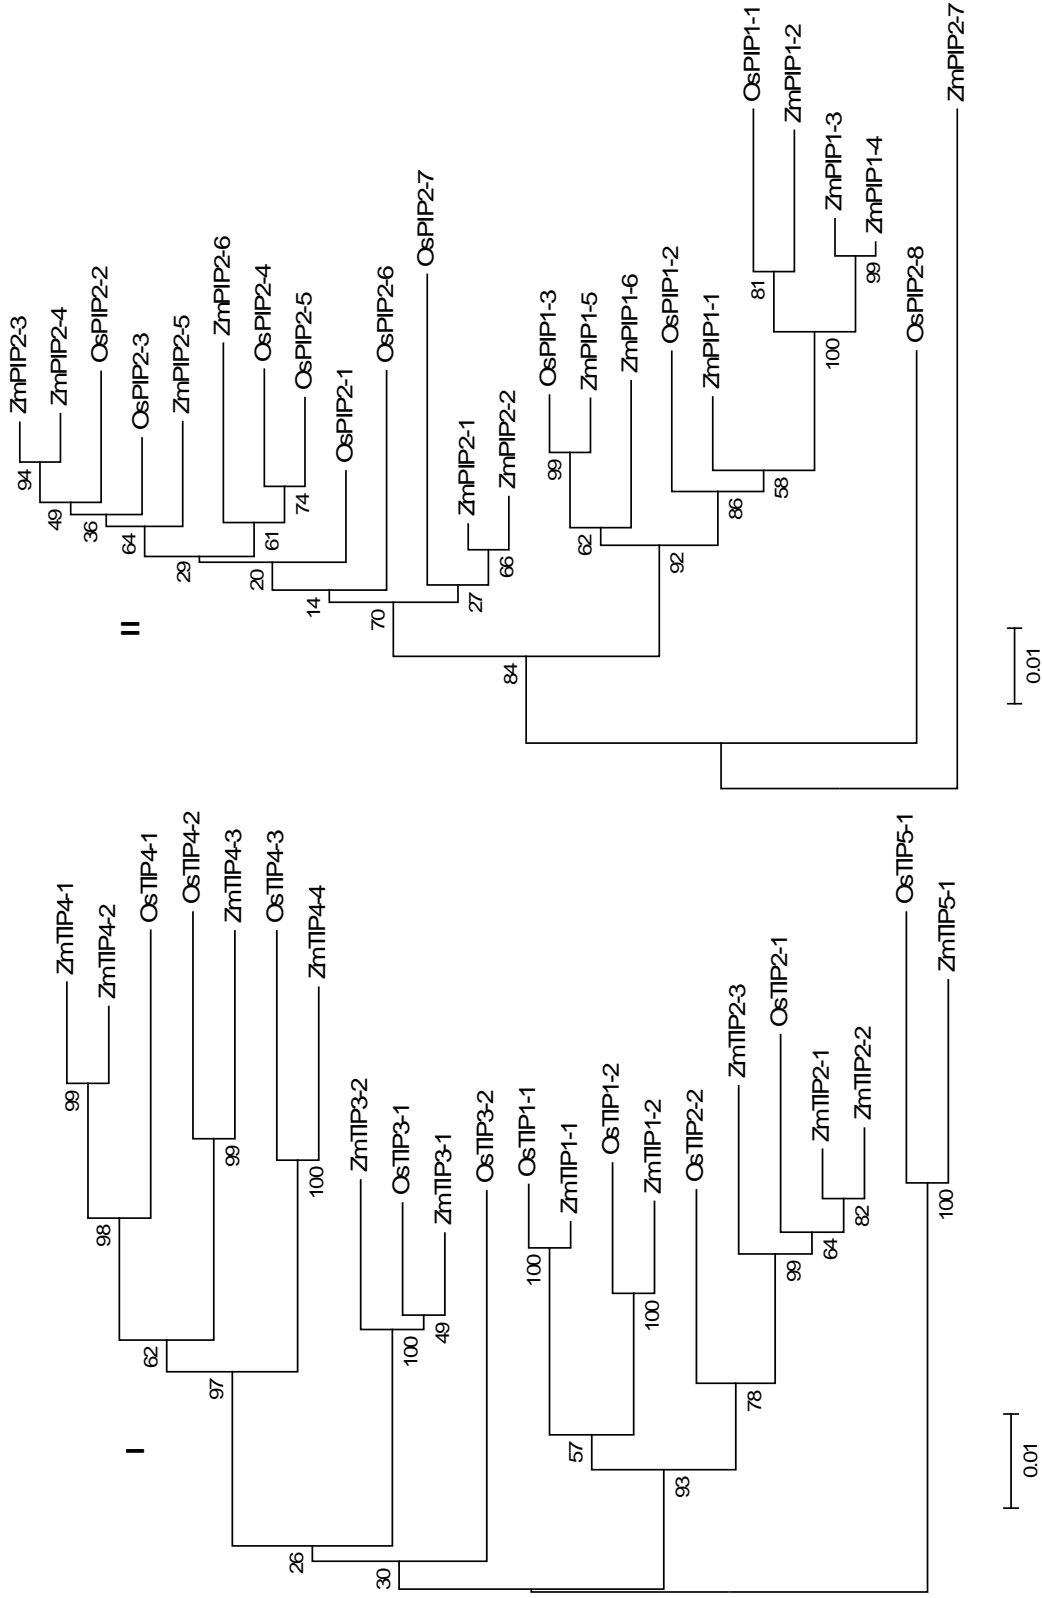 II
ZmPIP2-3
ZmPIP2-4
OsPIP2-2
OsPIP2-3
ZmPIP2-5
ZmPIP2-6
OsPIP2-4
OsPIP2-5
OsPIP2-1
OsPIP2-6
OsPIP2-7
ZmPIP2-1
ZmPIP2-2
OsPIP1-3
ZmPIP1-5
ZmPIP1-6
OsPIP1-2
ZmPIP1-1
OsPIP1-1
ZmPIP1-2
ZmPIP1-3
ZmPIP1-4
OsPIP2-8
ZmPIP2-7
94
49
36
64
29
61
74
20
14
70
27
66
84
99
62
92
86
58
81
100
99
0.01
I
ZmTIP4-1
ZmTIP4-2
OsTIP4-1
OsTIP4-2
ZmTIP4-3
OsTIP4-3
ZmTIP4-4
ZmTIP3-2
OsTIP3-1
ZmTIP3-1
OsTIP3-2
OsTIP1-1
ZmTIP1-1
OsTIP1-2
ZmTIP1-2
OsTIP2-2
ZmTIP2-3
OsTIP2-1
ZmTIP2-1
ZmTIP2-2
OsTIP5-1
ZmTIP5-1
99
98
62
99
97
100
26
100
49
30
100
57
100
93
78
99
64
82
100
0.01